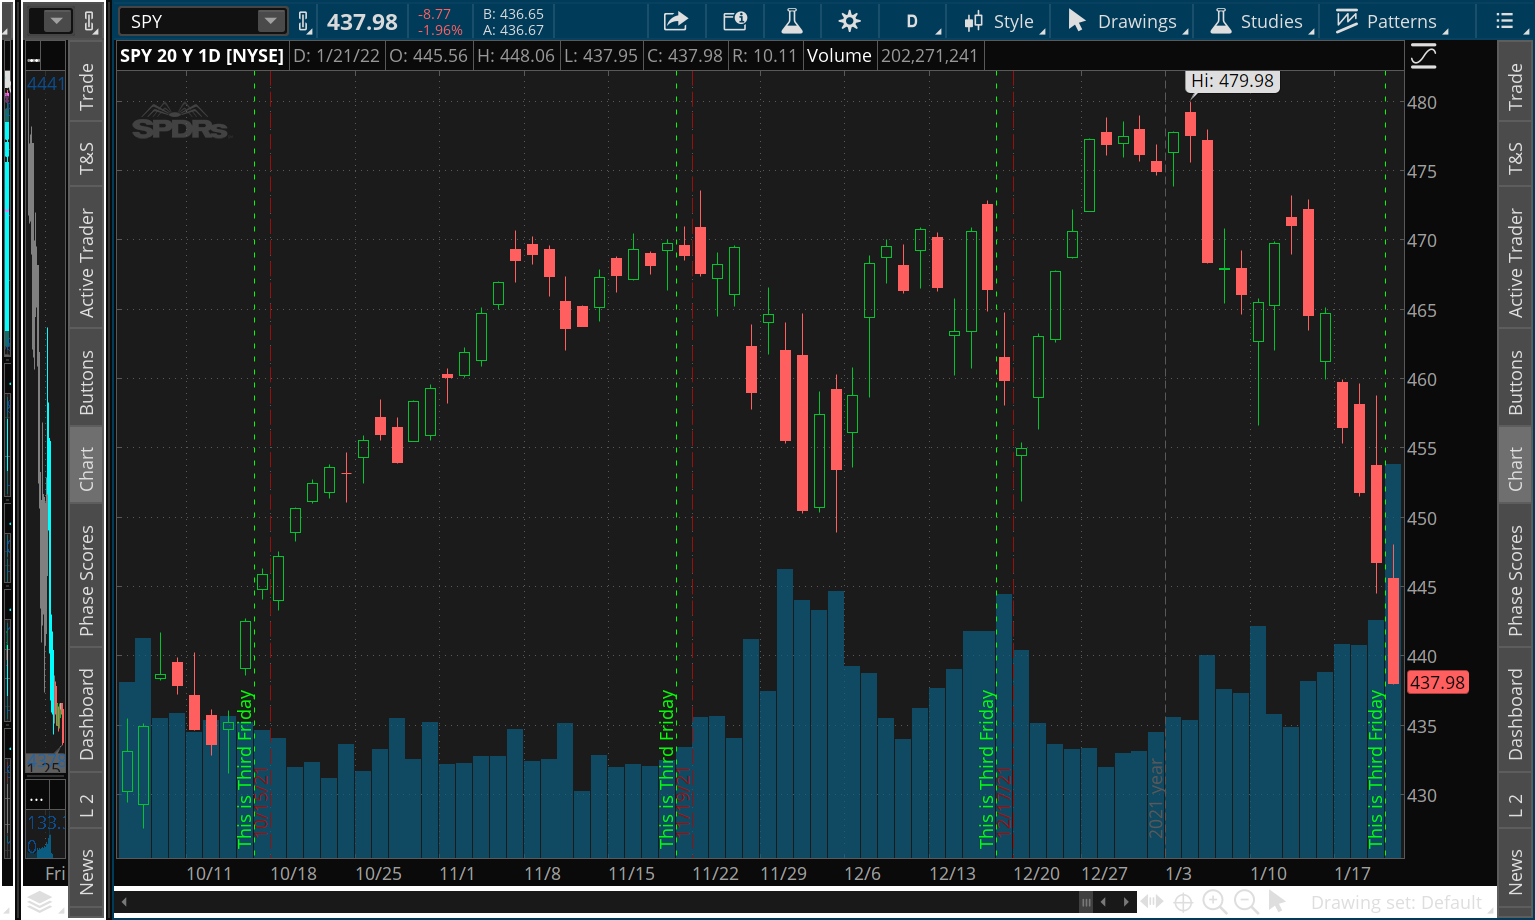 SPY
437.98
-8.77
-1.96%
B: 436.65
A: 436.67
D
Style
Drawings
Studies
Patterns
SPY 20 Y 1D [NYSE]
D: 1/21/22
O: 445.56
H: 448.06
L: 437.95
C: 437.98
R: 10.11
Volume
202,271,241
SPDRs
Hi: 479.98
480
475
470
465
460
455
450
445
440
437.98
435
430
This is Third Friday
This is Third Friday
This is Third Friday
This is Third Friday
2021 year
10/11
10/18
10/25
11/1
11/8
11/15
11/22
11/29
12/6
12/13
12/20
12/27
1/3
1/10
1/17
Drawing set: Default
4441
1.25
...
133.
0
Fri
Trade
T&S
Active Trader
Buttons
Chart
Phase Scores
Dashboard
L 2
News
Trade
T&S
Active Trader
Buttons
Chart
Phase Scores
Dashboard
L 2
News